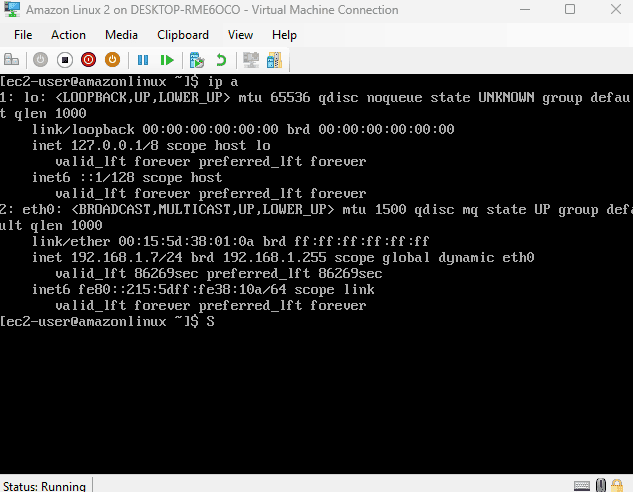 Amazon Linux 2 on DESKTOP-RME6OCO - Virtual Machine Connection
File Action Media Clipboard View Help
[ec2-user@amazonlinux ~]$ ip a
1: lo: <LOOPBACK,UP,LOWER_UP> mtu 65536 qdisc noqueue state UNKNOWN group defau
t qlen 1000
    link/loopback 00:00:00:00:00:00 brd 00:00:00:00:00:00
    inet 127.0.0.1/8 scope host lo
       valid_lft forever preferred_lft forever
    inet6 ::1/128 scope host
       valid_lft forever preferred_lft forever
2: eth0: <BROADCAST,MULTICAST,UP,LOWER_UP> mtu 1500 qdisc mq state UP group defa
ult qlen 1000
    link/ether 00:15:5d:38:01:0a brd ff:ff:ff:ff:ff:ff
    inet 192.168.1.7/24 brd 192.168.1.255 scope global dynamic eth0
       valid_lft 86269sec preferred_lft 86269sec
    inet6 fe80::215:5dff:fe38:10a/64 scope link
       valid_lft forever preferred_lft forever
[ec2-user@amazonlinux ~]$ S
Status: Running